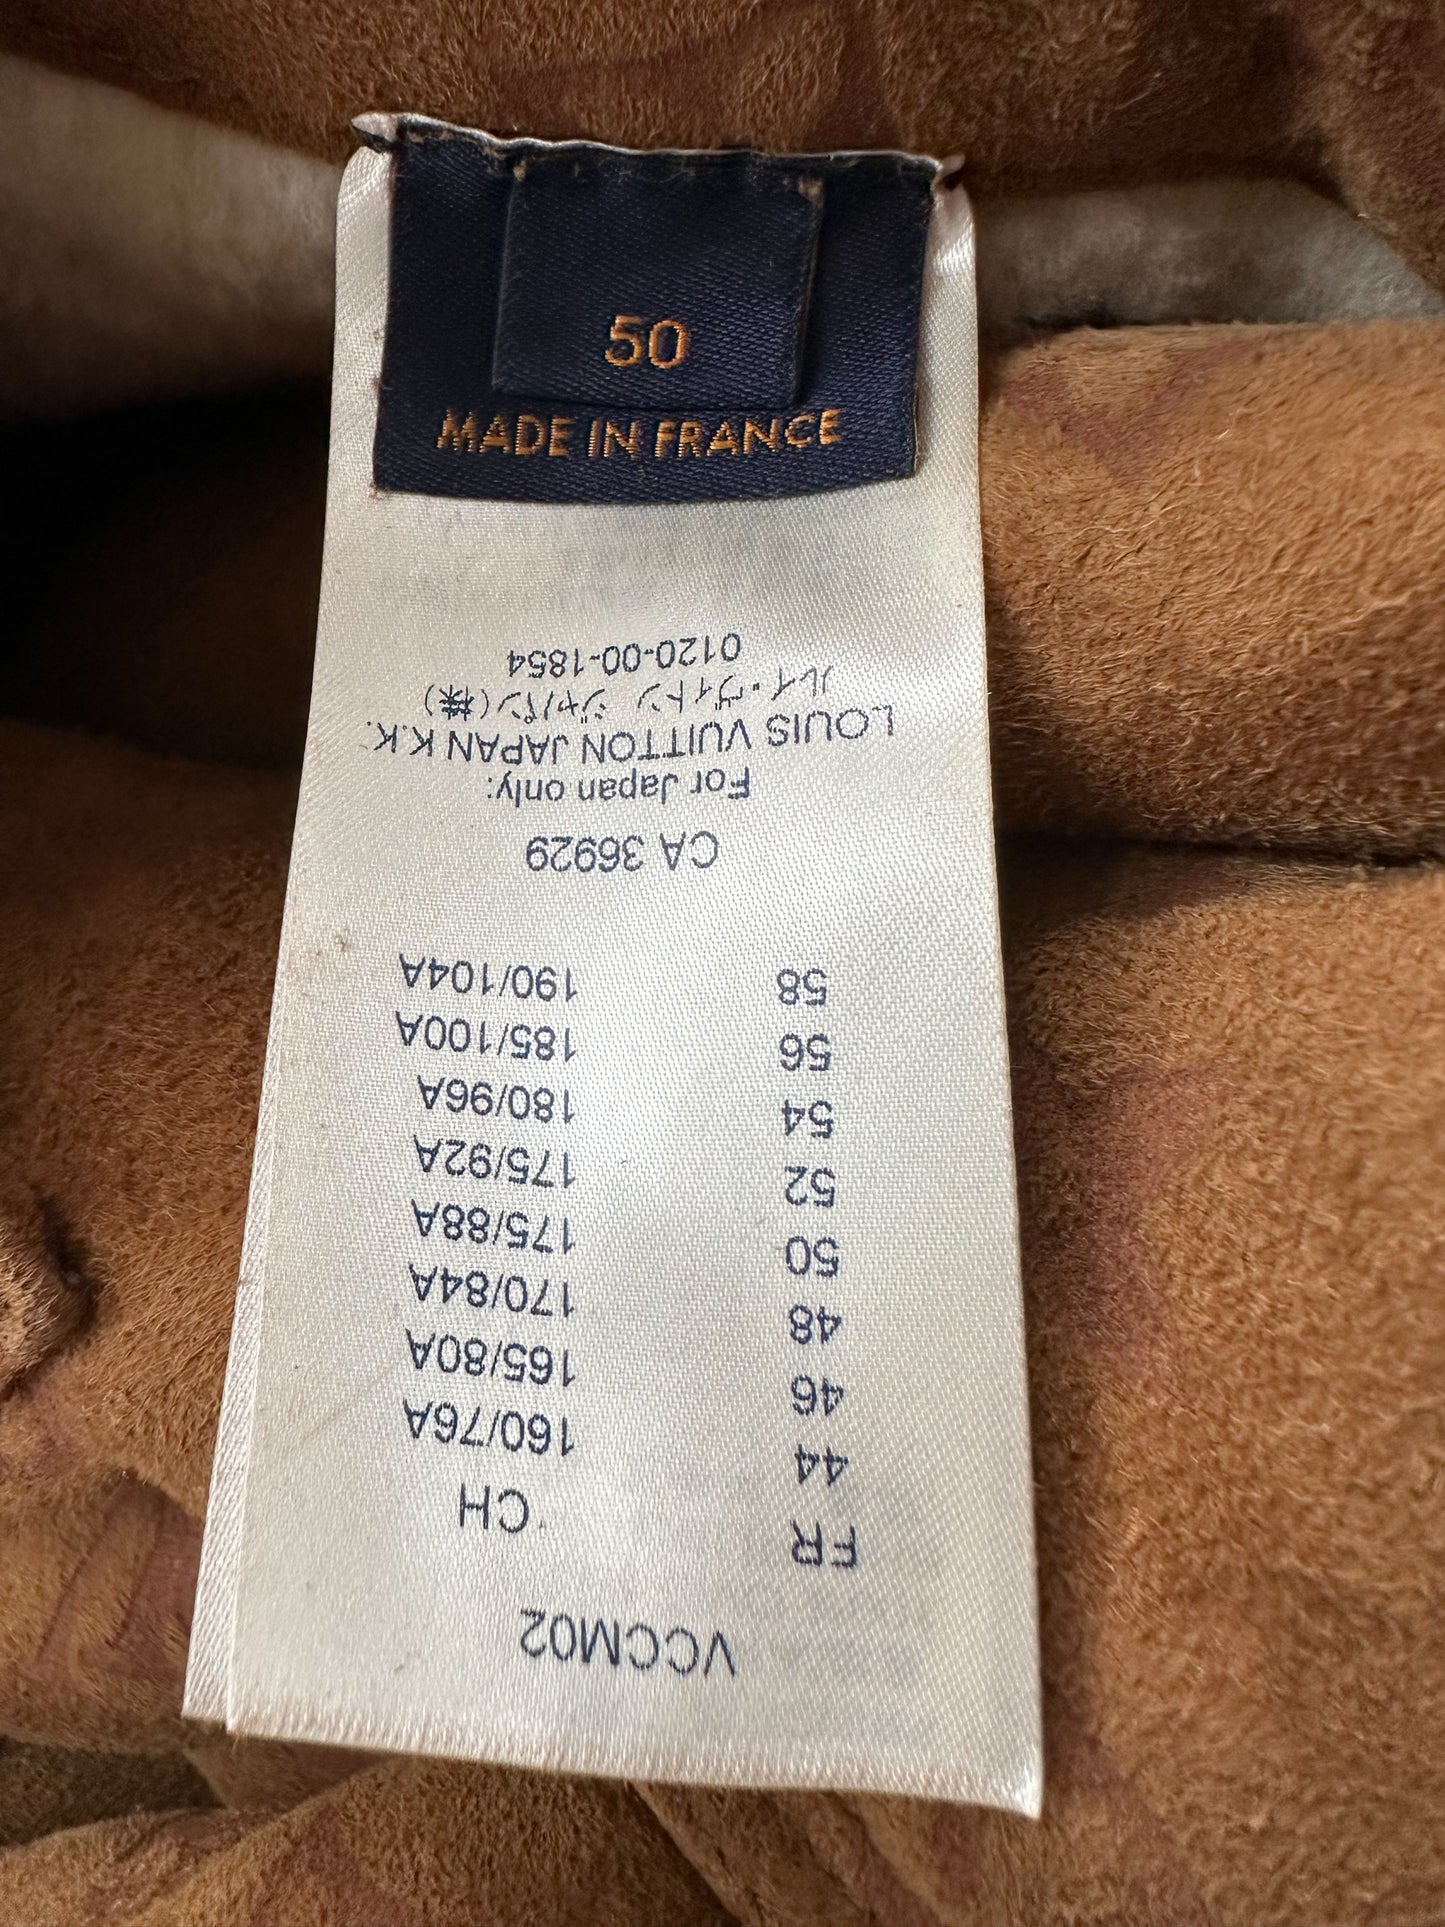 50
MADE IN FRANCE
VCCM02
FR CH
44 160/76A
46 165/80A
48 170/84A
50 175/88A
52 175/92A
54 180/96A
56 185/100A
58 190/104A
CA 36929
For Japan only:
LOUIS VUITTON JAPAN K.K.
ルイ・ヴィトン ジャパン(株)
0120-00-1854